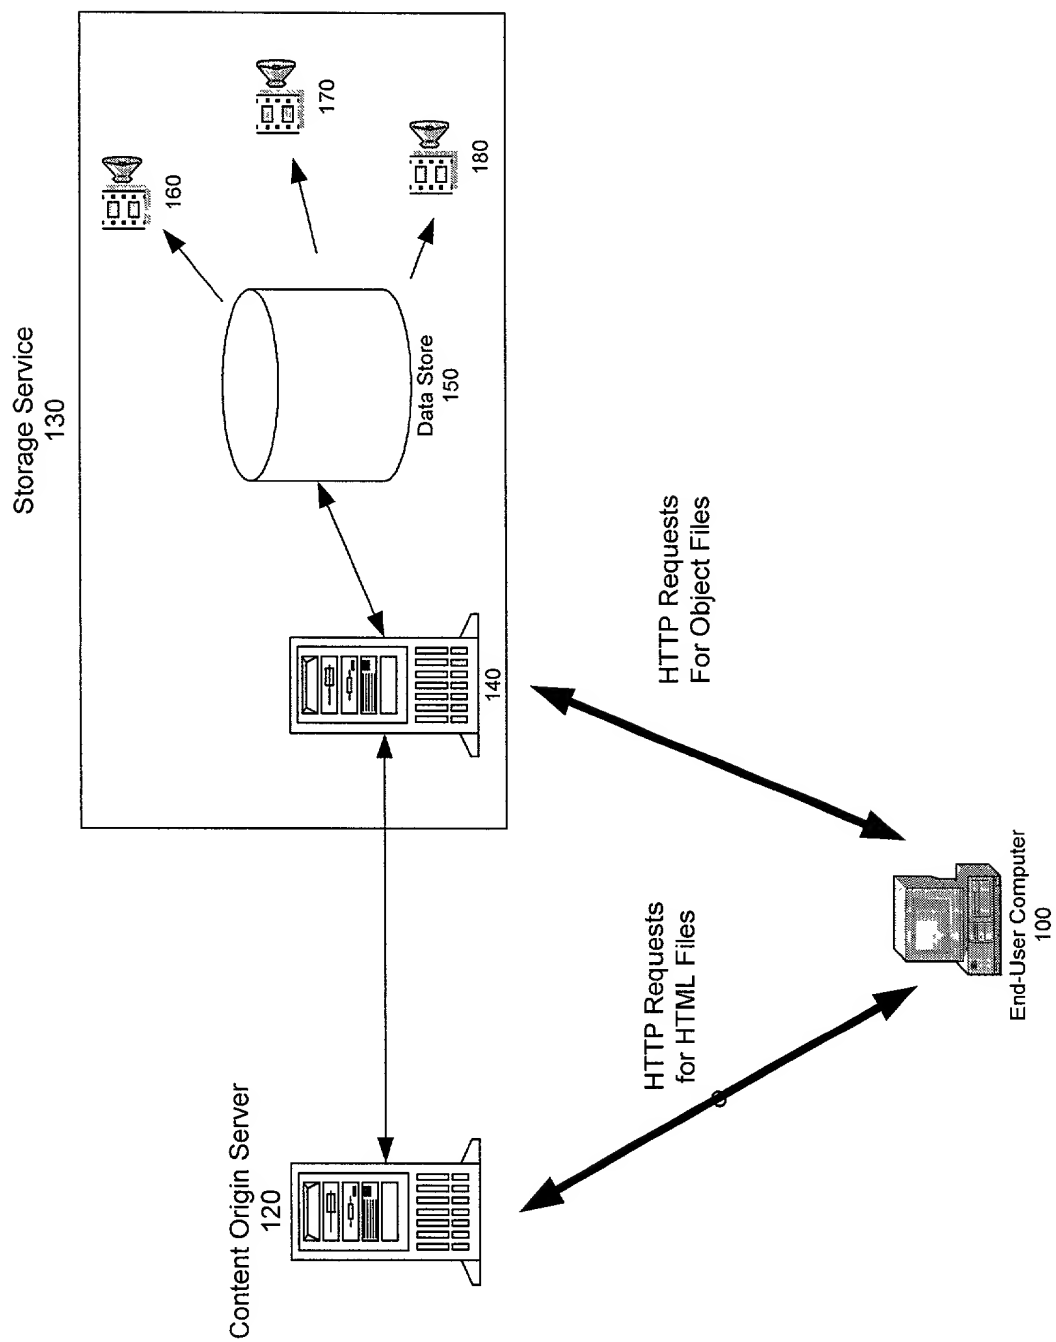 Storage Service
130
Content Origin Server
120
140
Data Store
150
160
170
180
HTTP Requests
for HTML Files
HTTP Requests
For Object Files
End-User Computer
100